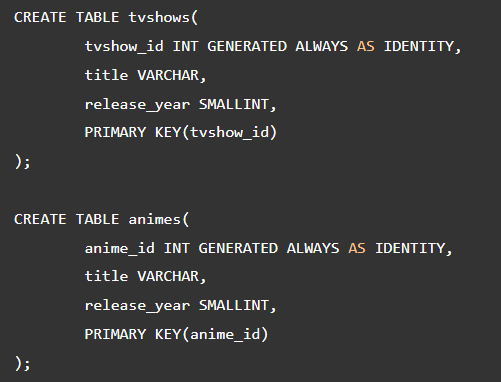 CREATE TABLE tvshows(
tvshow_id INT GENERATED ALWAYS AS IDENTITY,
title VARCHAR,
release_year SMALLINT,
PRIMARY KEY(tvshow_id)
);
CREATE TABLE animes(
anime_id INT GENERATED ALWAYS AS IDENTITY,
title VARCHAR,
release_year SMALLINT,
PRIMARY KEY(anime_id)
);